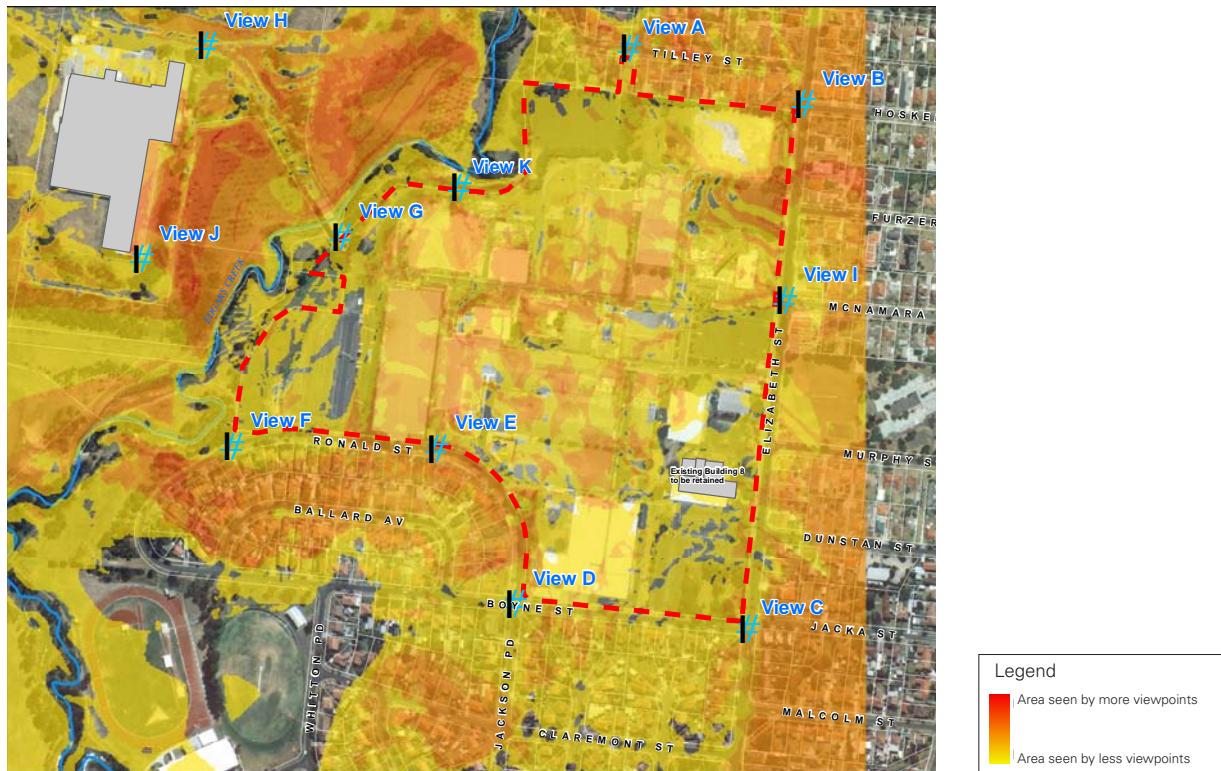 View H
View A
TILLEY ST
View B
HOSKE
View K
View G
FURZER
View J
View I
MCNAMARA
ELIZABETH ST
View F
View E
RONALD ST
MURPHY S
Existing Building 8
to be retained
BALLARD AV
DUNSTAN ST
View D
BOYNE ST
View C
JACKA ST
WHITTON PD
JACKSON PD
MALCOLM ST
CLAREMONT ST
Legend
Area seen by more viewpoints
Area seen by less viewpoints